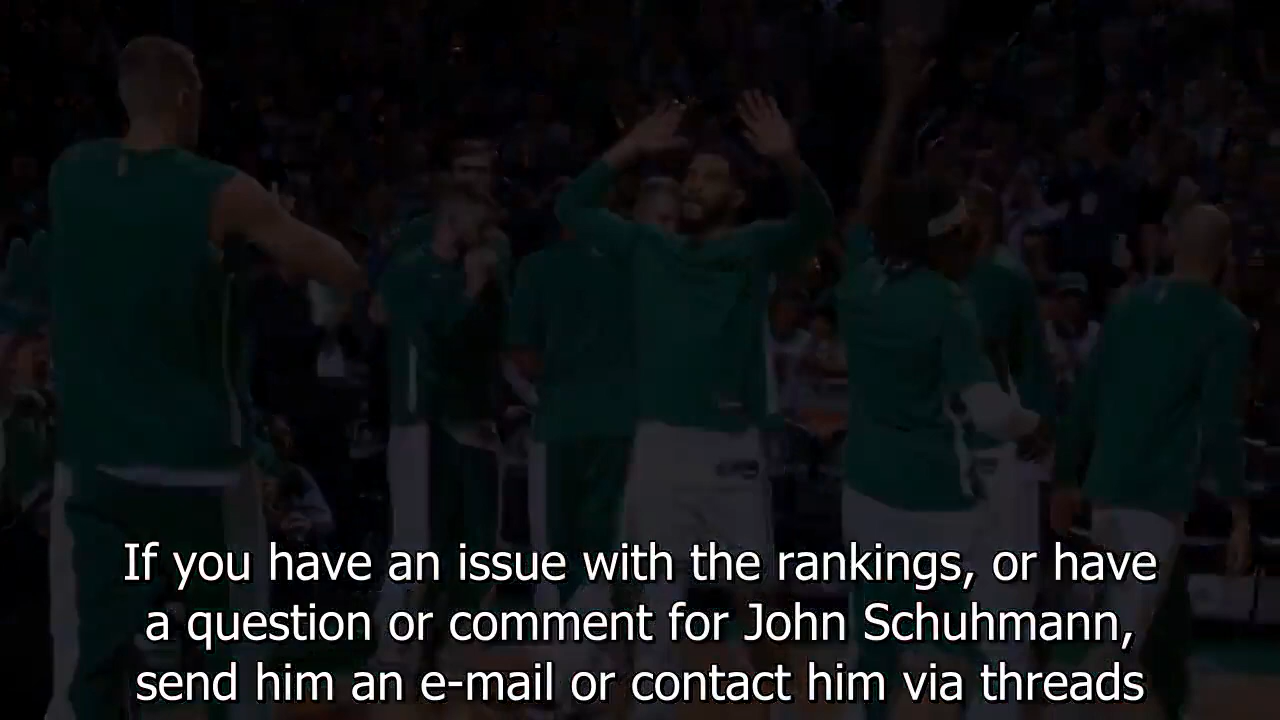 If you have an issue with the rankings, or have
a question or comment for John Schuhmann,
send him an e-mail or contact him via threads